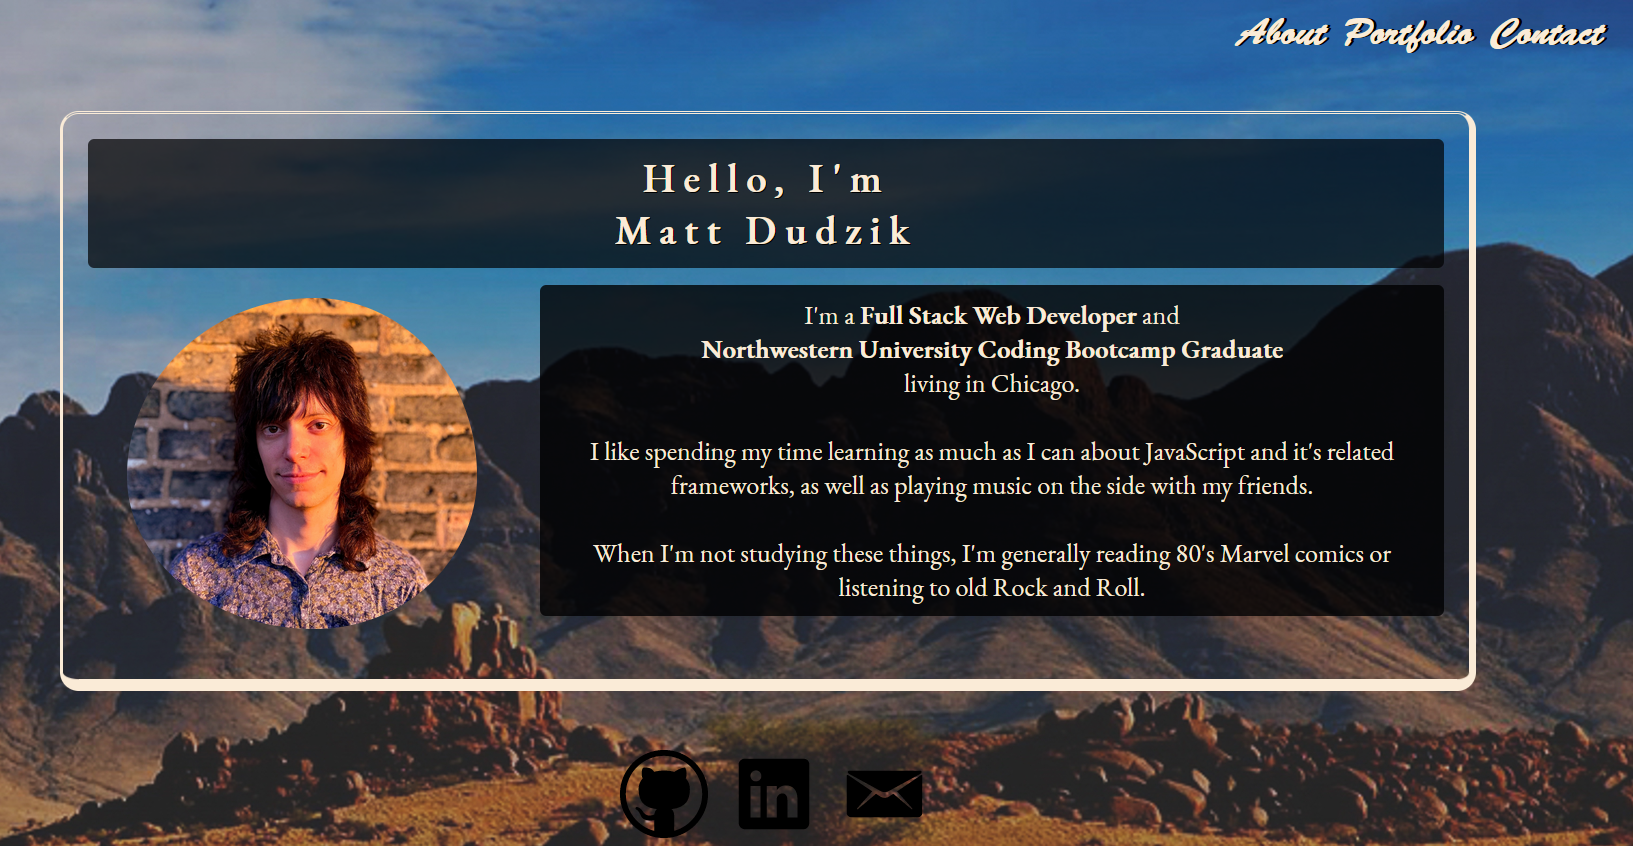 About Portfolio Contact
Hello, I'm
Matt Dudzik
I'm a Full Stack Web Developer and
Northwestern University Coding Bootcamp Graduate
living in Chicago.
I like spending my time learning as much as I can about JavaScript and it's related
frameworks, as well as playing music on the side with my friends.
When I'm not studying these things, I'm generally reading 80's Marvel comics or
listening to old Rock and Roll.
in